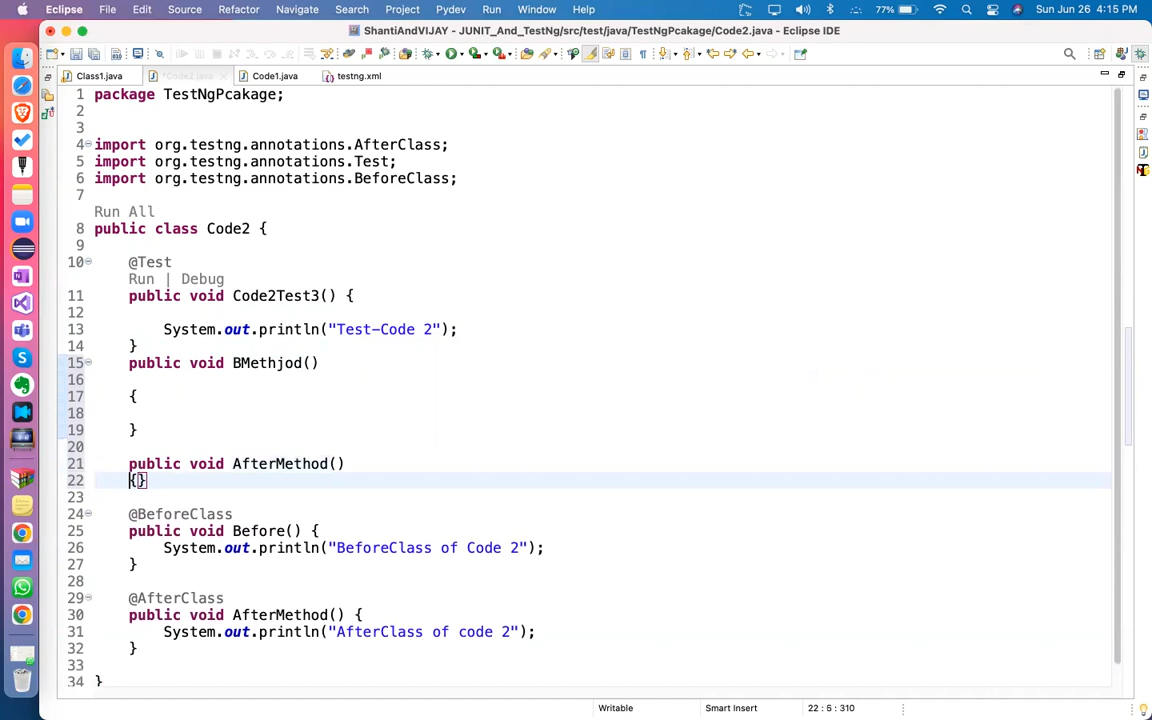 Eclipse File Edit Source Refactor Navigate Search Project Pydev Run Window Help 77% Sun Jun 26 4:15 PM
ShantiAndVIJAY - JUNIT_And_TestNg/src/test/java/TestNgPcakage/Code2.java - Eclipse IDE
Class1.java *Code2.java Code1.java testng.xml
1 package TestNgPcakage;
2
3
4 import org.testng.annotations.AfterClass;
5 import org.testng.annotations.Test;
6 import org.testng.annotations.BeforeClass;
7
Run All
8 public class Code2 {
9
10 @Test
Run | Debug
11 public void Code2Test3() {
12
13 System.out.println("Test-Code 2");
14 }
15 public void BMethjod()
16
17 {
18
19 }
20
21 public void AfterMethod()
22 {}
23
24 @BeforeClass
25 public void Before() {
26 System.out.println("BeforeClass of Code 2");
27 }
28
29 @AfterClass
30 public void AfterMethod() {
31 System.out.println("AfterClass of code 2");
32 }
33
34 }
Writable Smart Insert 22 : 5 : 310